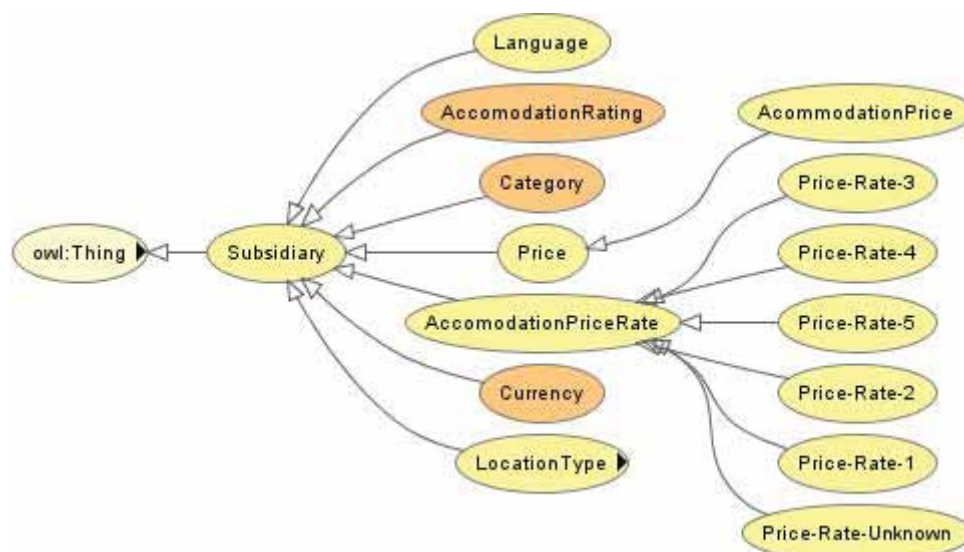 Language
AccomodationRating
AcommodationPrice
Category
Price-Rate-3
owl:Thing
Subsidiary
Price
Price-Rate-4
AccomodationPriceRate
Price-Rate-5
Currency
Price-Rate-2
LocationType
Price-Rate-1
Price-Rate-Unknown